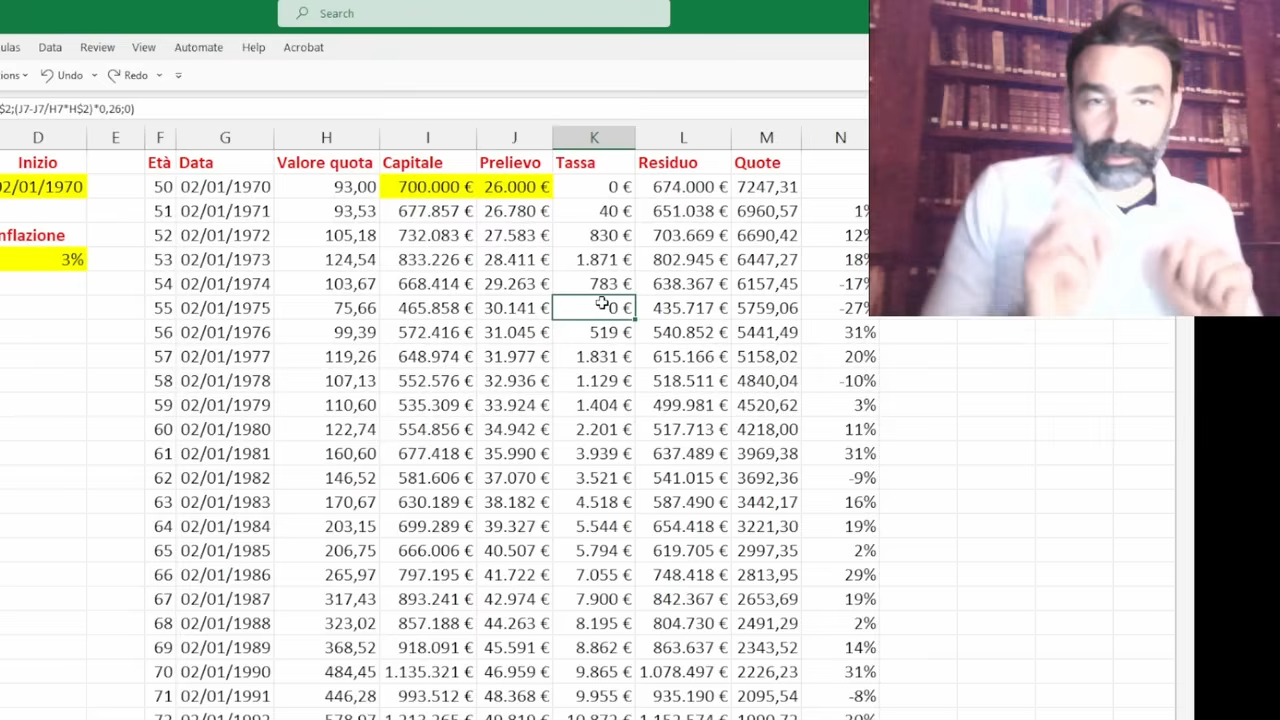 Search
ulas Data Review View Automate Help Acrobat
ions Undo Redo
$2;(J7-J7/H7*H$2)*0,26;0)
D E F G H I J K L M N
Inizio Età Data Valore quota Capitale Prelievo Tassa Residuo Quote
02/01/1970 50 02/01/1970 93,00 700.000 € 26.000 € 0 € 674.000 € 7247,31
51 02/01/1971 93,53 677.857 € 26.780 € 40 € 651.038 € 6960,57 1%
nflazione 52 02/01/1972 105,18 732.083 € 27.583 € 830 € 703.669 € 6690,42 12%
3% 53 02/01/1973 124,54 833.226 € 28.411 € 1.871 € 802.945 € 6447,27 18%
54 02/01/1974 103,67 668.414 € 29.263 € 783 € 638.367 € 6157,45 -17%
55 02/01/1975 75,66 465.858 € 30.141 € 0 € 435.717 € 5759,06 -27%
56 02/01/1976 99,39 572.416 € 31.045 € 519 € 540.852 € 5441,49 31%
57 02/01/1977 119,26 648.974 € 31.977 € 1.831 € 615.166 € 5158,02 20%
58 02/01/1978 107,13 552.576 € 32.936 € 1.129 € 518.511 € 4840,04 -10%
59 02/01/1979 110,60 535.309 € 33.924 € 1.404 € 499.981 € 4520,62 3%
60 02/01/1980 122,74 554.856 € 34.942 € 2.201 € 517.713 € 4218,00 11%
61 02/01/1981 160,60 677.418 € 35.990 € 3.939 € 637.489 € 3969,38 31%
62 02/01/1982 146,52 581.606 € 37.070 € 3.521 € 541.015 € 3692,36 -9%
63 02/01/1983 170,67 630.189 € 38.182 € 4.518 € 587.490 € 3442,17 16%
64 02/01/1984 203,15 699.289 € 39.327 € 5.544 € 654.418 € 3221,30 19%
65 02/01/1985 206,75 666.006 € 40.507 € 5.794 € 619.705 € 2997,35 2%
66 02/01/1986 265,97 797.195 € 41.722 € 7.055 € 748.418 € 2813,95 29%
67 02/01/1987 317,43 893.241 € 42.974 € 7.900 € 842.367 € 2653,69 19%
68 02/01/1988 323,02 857.188 € 44.263 € 8.195 € 804.730 € 2491,29 2%
69 02/01/1989 368,52 918.091 € 45.591 € 8.862 € 863.637 € 2343,52 14%
70 02/01/1990 484,45 1.135.321 € 46.959 € 9.865 € 1.078.497 € 2226,23 31%
71 02/01/1991 446,28 993.512 € 48.368 € 9.955 € 935.190 € 2095,54 -8%